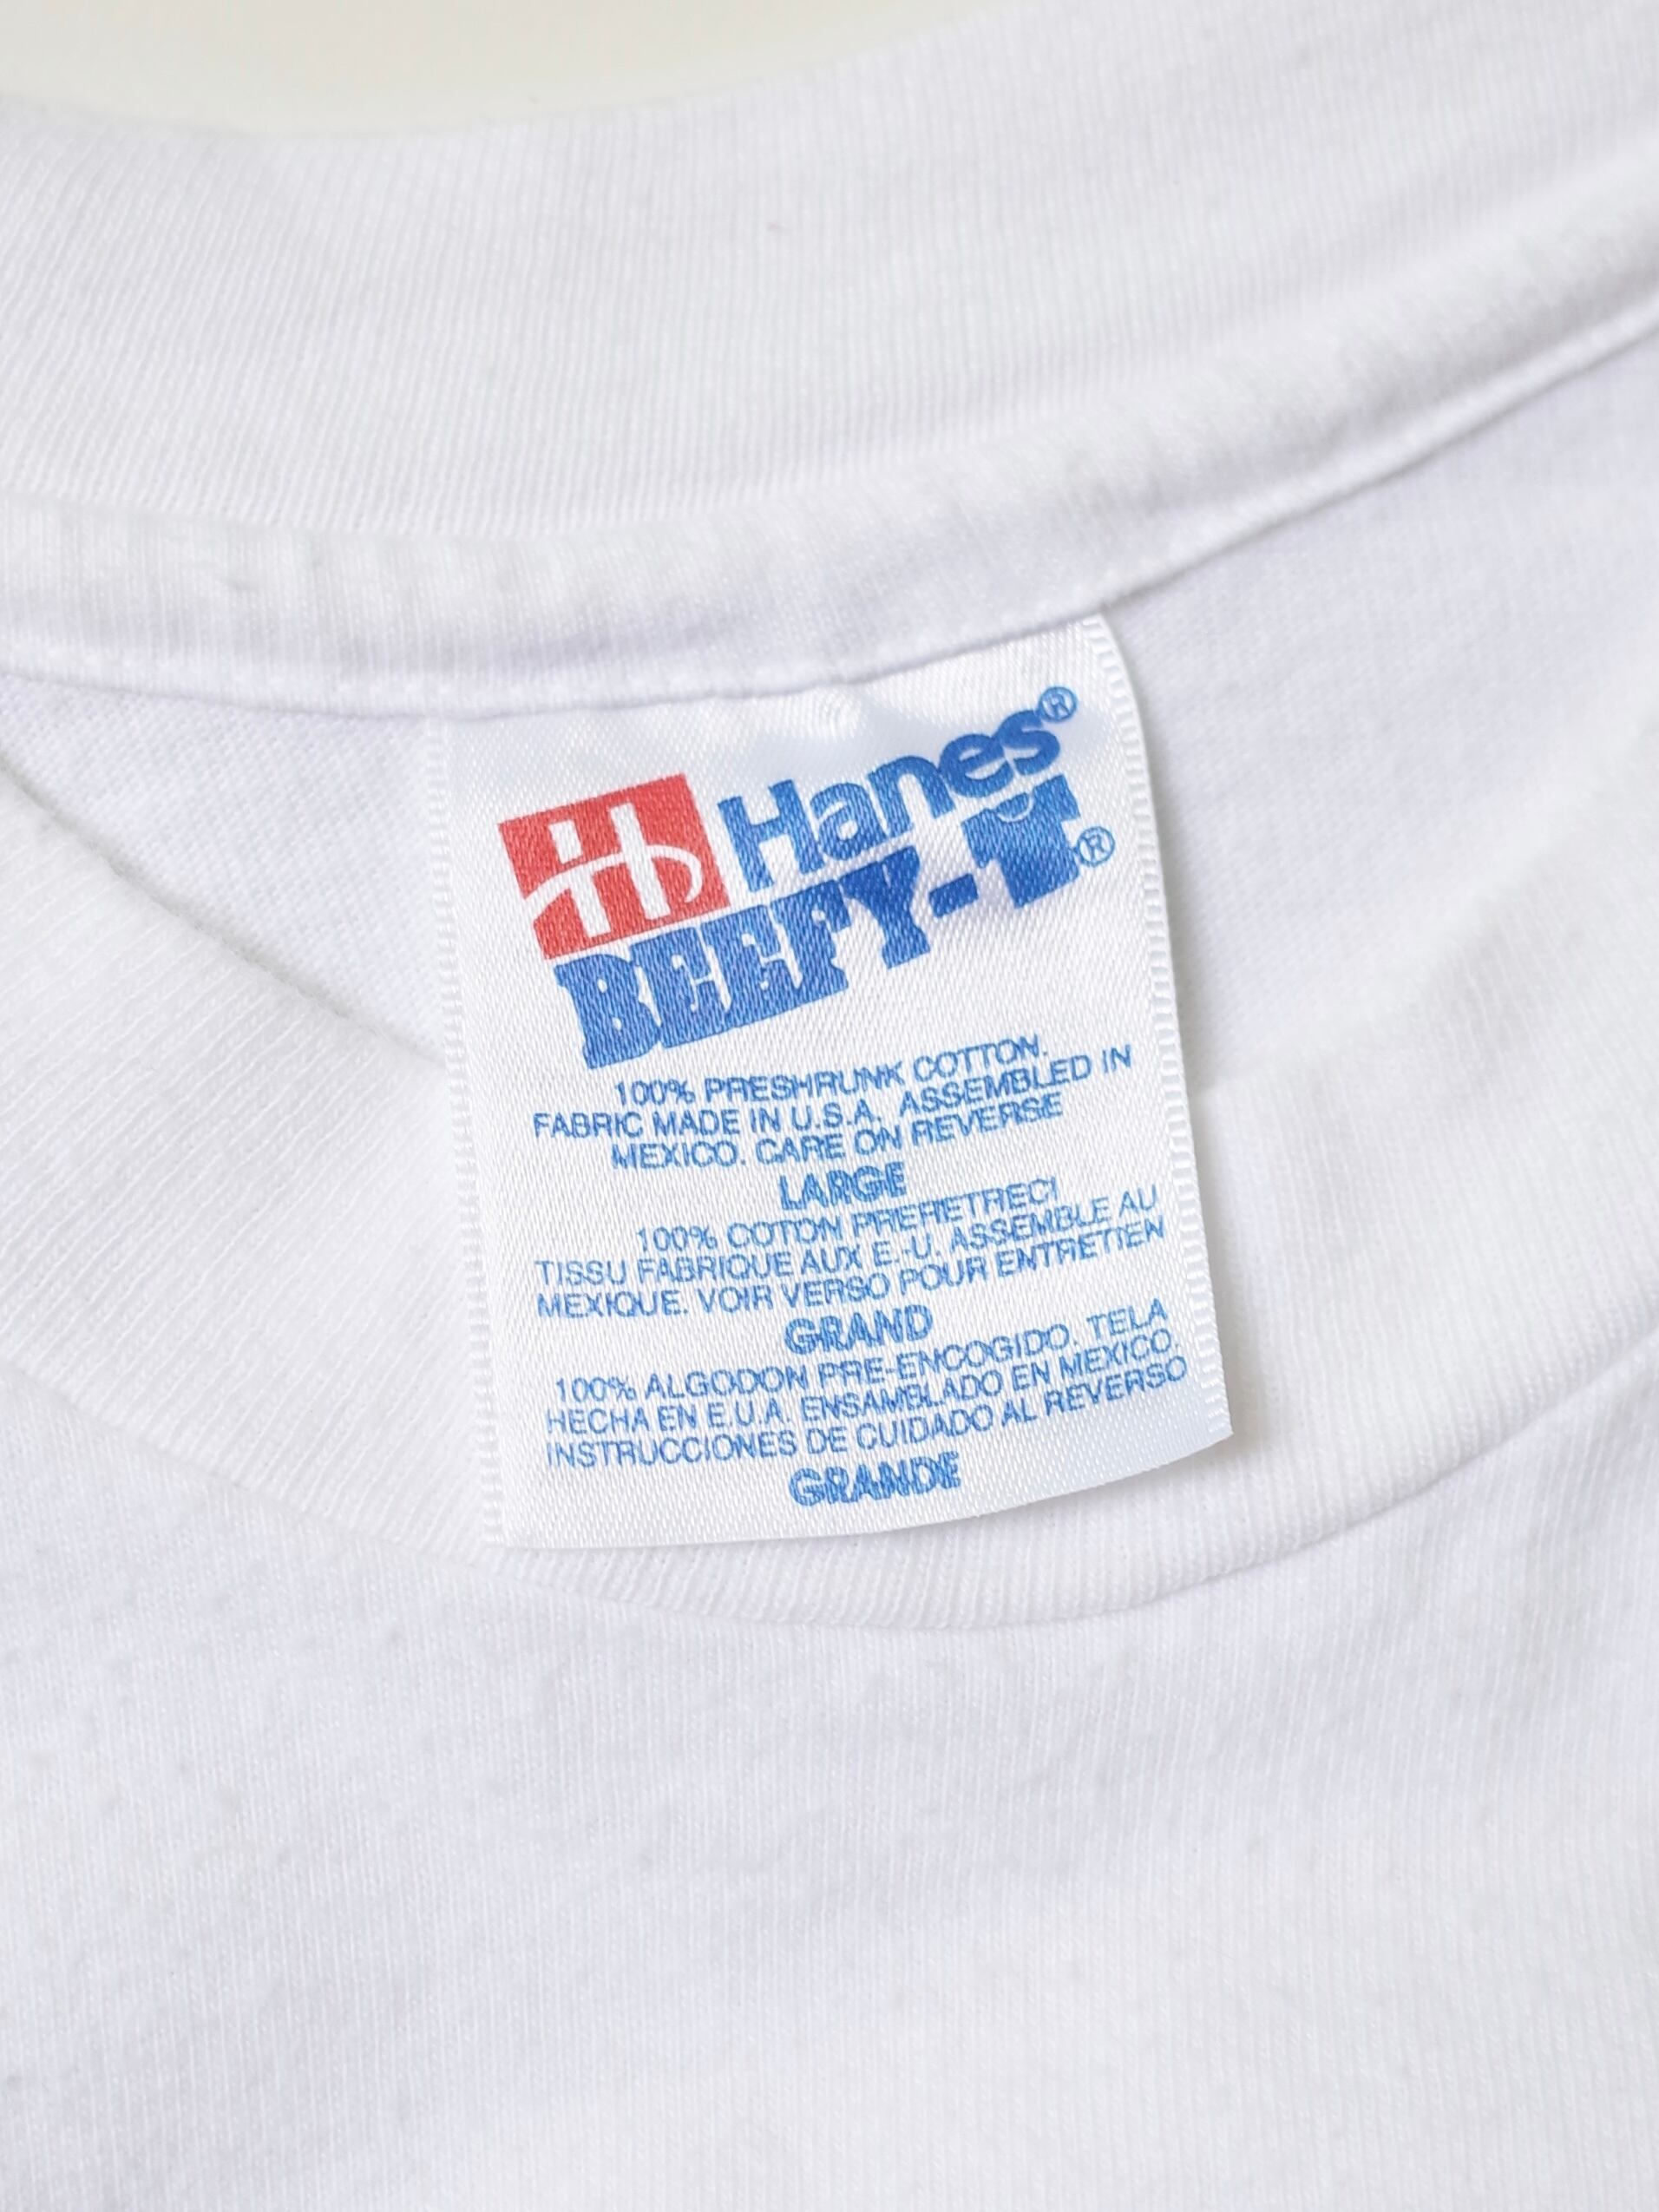 Hanes®
BEEFY-T®
100% PRESHRUNK COTTON.
FABRIC MADE IN U.S.A. ASSEMBLED IN
MEXICO. CARE ON REVERSE
LARGE
100% COTON PRERETRECI
TISSU FABRIQUE AUX E.-U. ASSEMBLE AU
MEXIQUE. VOIR VERSO POUR ENTRETIEN
GRAND
100% ALGODON PRE-ENCOGIDO. TELA
HECHA EN E.U.A. ENSAMBLADO EN MEXICO.
INSTRUCCIONES DE CUIDADO AL REVERSO
GRANDE